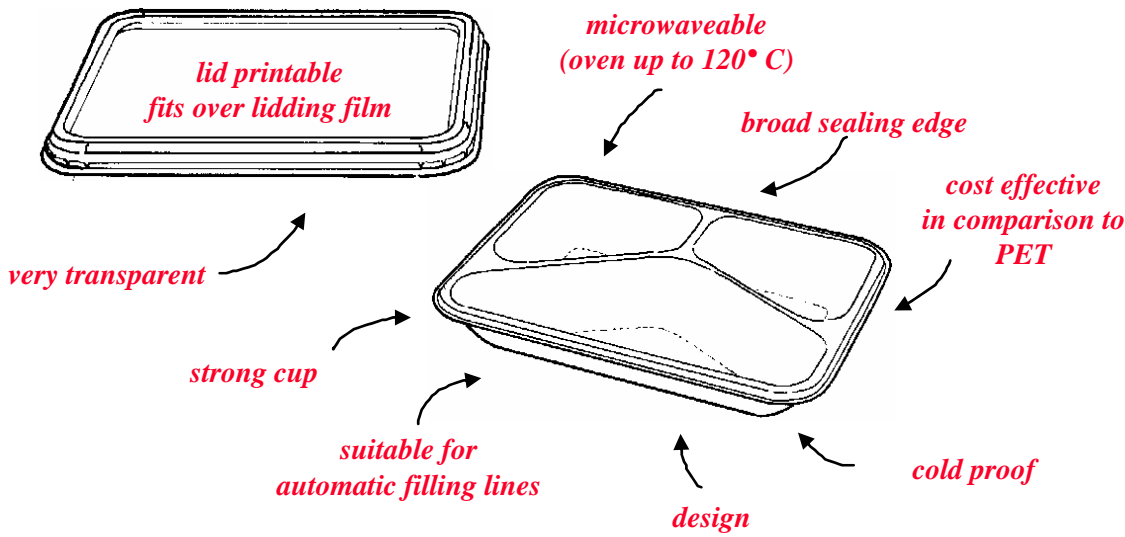 lid printable
fits over lidding film
microwaveable
(oven up to 120° C)
broad sealing edge
cost effective
in comparison to
PET
very transparent
strong cup
suitable for
automatic filling lines
design
cold proof